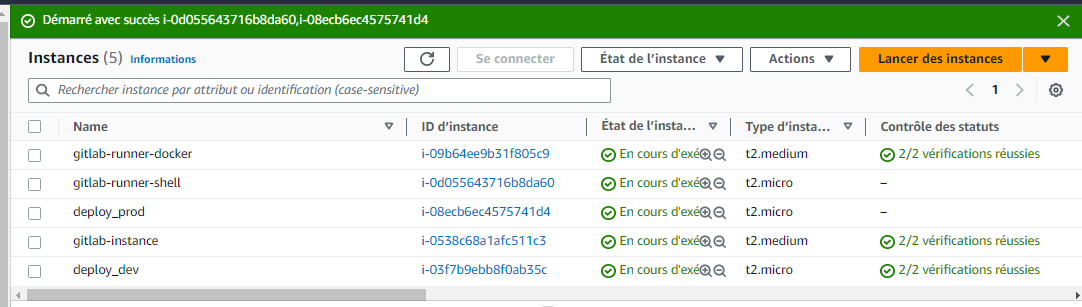 Démarré avec succès i-0d055643716b8da60,i-08ecb6ec4575741d4
Instances (5) Informations Se connecter État de l'instance Actions Lancer des instances
Rechercher instance par attribut ou identification (case-sensitive) 1
Name ID d'instance État de l'insta... Type d'insta... Contrôle des statuts
gitlab-runner-docker i-09b64ee9b31f805c9 En cours d'exé t2.medium 2/2 vérifications réussies
gitlab-runner-shell i-0d055643716b8da60 En cours d'exé t2.micro –
deploy_prod i-08ecb6ec4575741d4 En cours d'exé t2.micro –
gitlab-instance i-0538c68a1afc511c3 En cours d'exé t2.medium 2/2 vérifications réussies
deploy_dev i-03f7b9ebb8f0ab35c En cours d'exé t2.micro 2/2 vérifications réussies